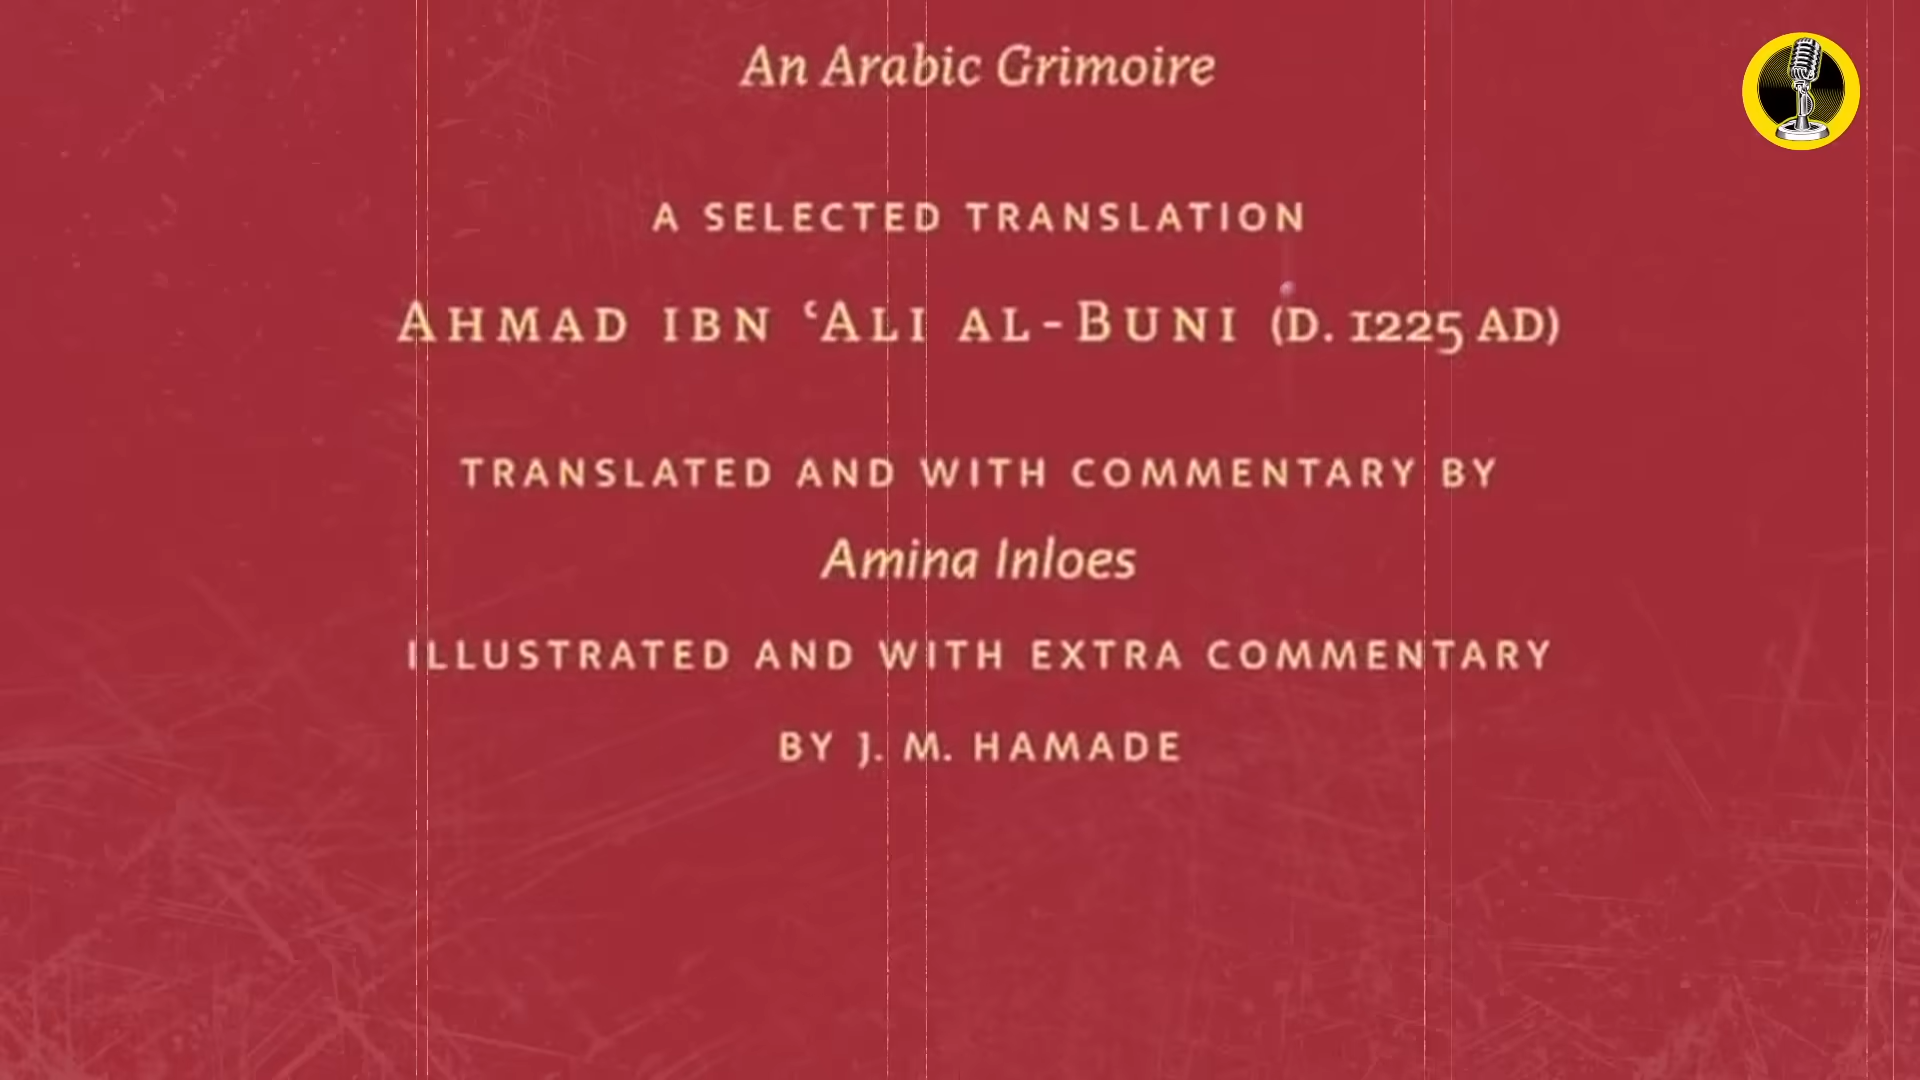 An Arabic Grimoire
A SELECTED TRANSLATION
AHMAD IBN ʿALI AL-BUNI (D. 1225 AD)
TRANSLATED AND WITH COMMENTARY BY
Amina Inloes
ILLUSTRATED AND WITH EXTRA COMMENTARY
BY J. M. HAMADE